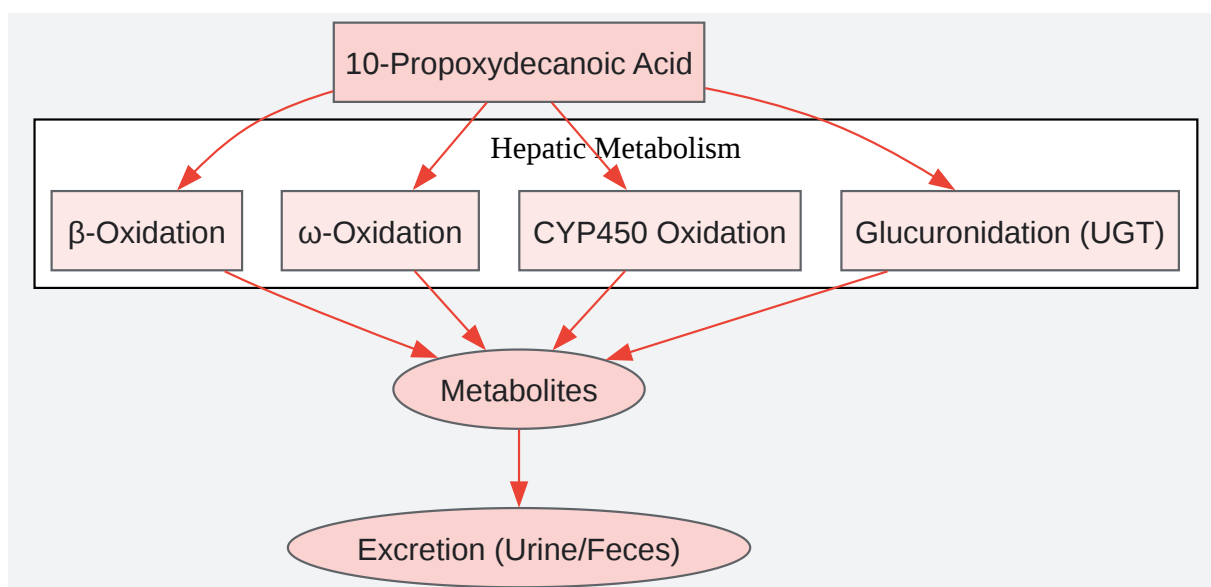 10-Propoxydecanoic Acid
Hepatic Metabolism
β-Oxidation
ω-Oxidation
CYP450 Oxidation
Glucuronidation (UGT)
Metabolites
Excretion (Urine/Feces)